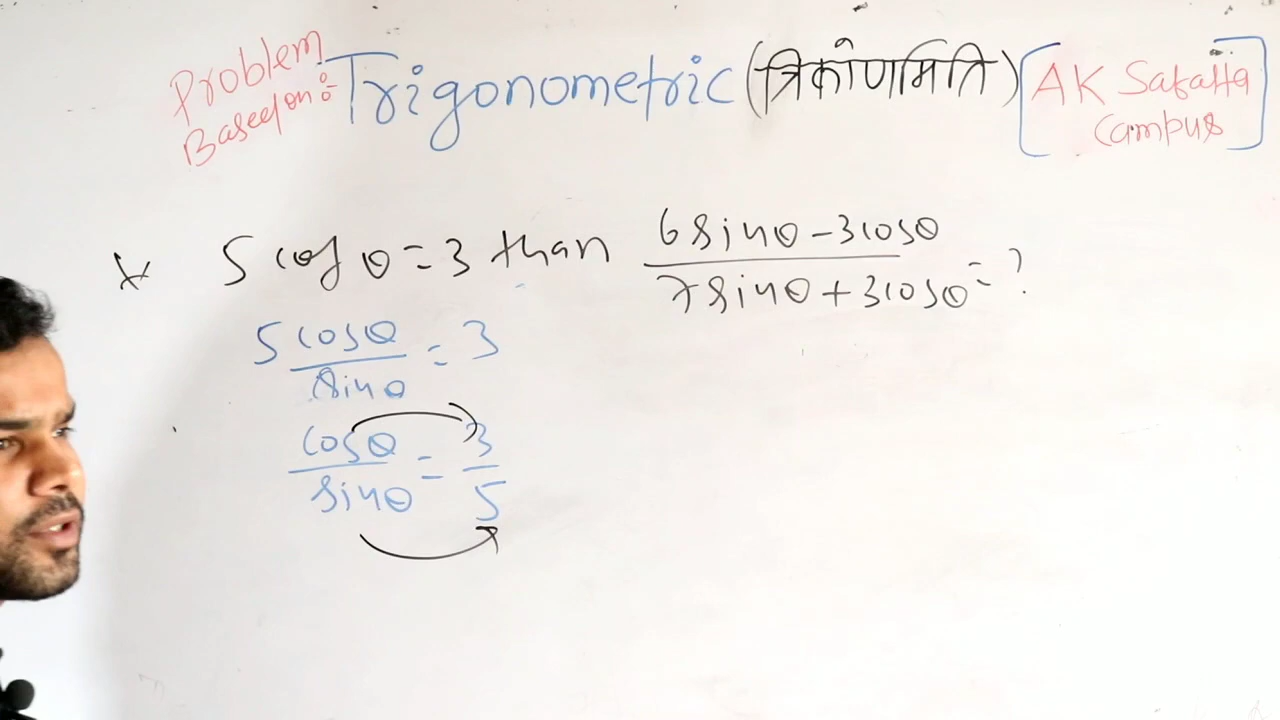 Problem
Based on :-
Trigonometric (त्रिकोणमिति)
AK
Campus
5 cot θ = 3 than (6 sin θ - 3 cos θ)/(7 sin θ + 3 cos θ) = ?
5 cos θ/sin θ = 3
cos θ/sin θ = 3/5